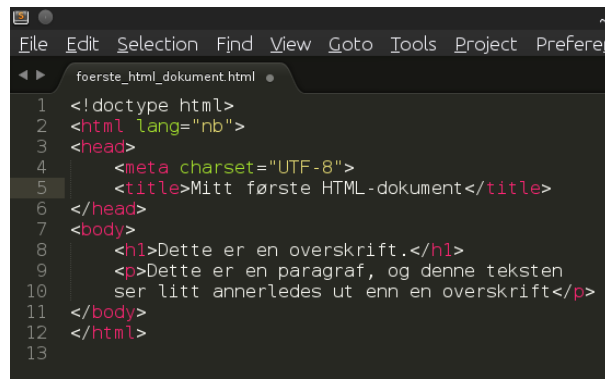 File Edit Selection Find View Goto Tools Project Prefere
foerste_html_dokument.html
1 <!doctype html>
2 <html lang="nb">
3 <head>
4 <meta charset="UTF-8">
5 <title>Mitt første HTML-dokument</title>
6 </head>
7 <body>
8 <h1>Dette er en overskrift.</h1>
9 <p>Dette er en paragraf, og denne teksten
10 ser litt annerledes ut enn en overskrift</p>
11 </body>
12 </html>
13